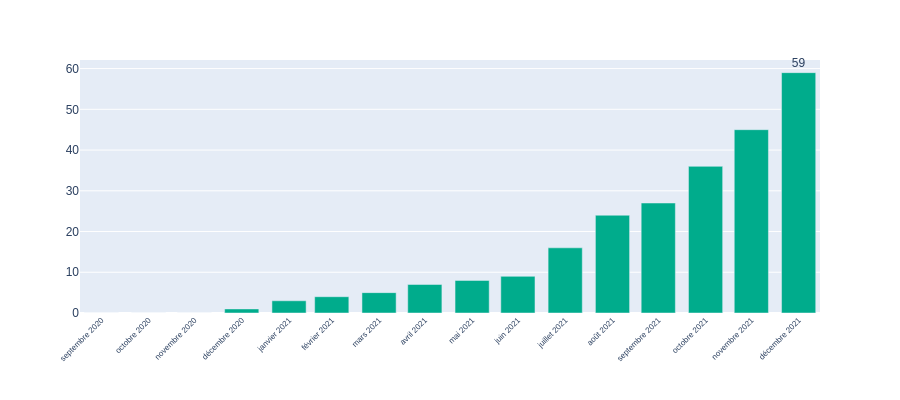 59
60
50
40
30
20
10
0
septembre 2020
octobre 2020
novembre 2020
décembre 2020
janvier 2021
février 2021
mars 2021
avril 2021
mai 2021
juin 2021
juillet 2021
août 2021
septembre 2021
octobre 2021
novembre 2021
décembre 2021